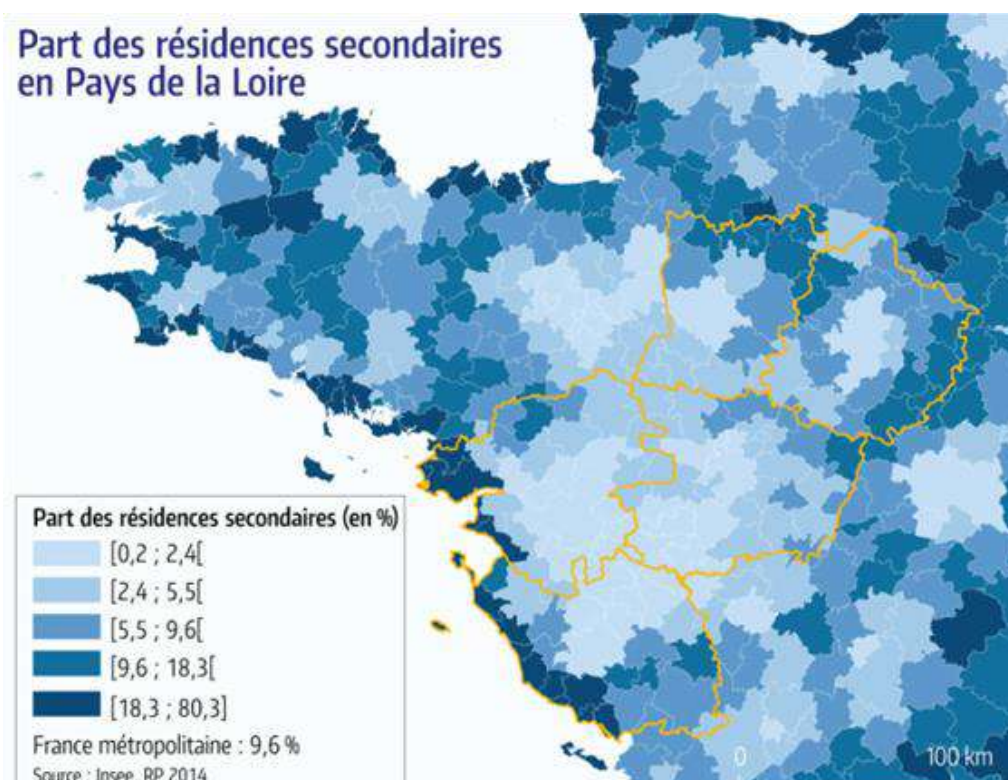 Part des résidences secondaires
en Pays de la Loire
Part des résidences secondaires (en %)
[0,2 ; 2,4[
[2,4 ; 5,5[
[5,5 ; 9,6[
[9,6 ; 18,3[
[18,3 ; 80,3]
France métropolitaine : 9,6 %
Source : Insee, RP 2014
0 100 km